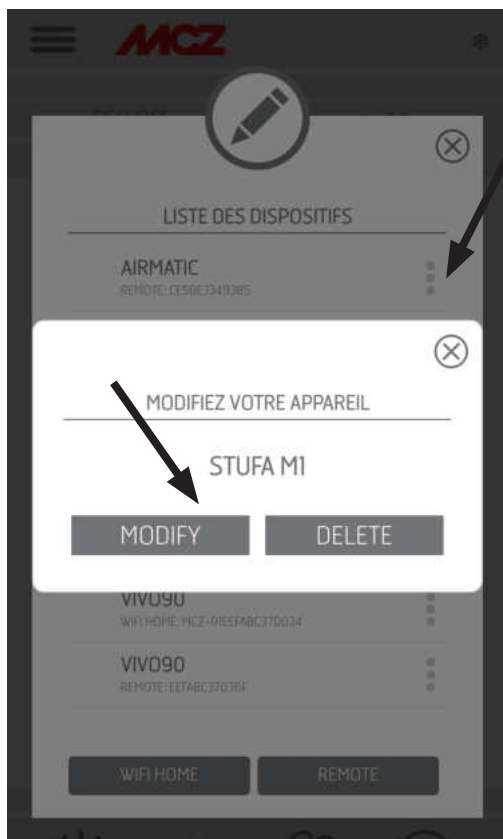 MCZ
LISTE DES DISPOSITIFS
AIRMATIC
REMOTE: CE50E3349385
MODIFIEZ VOTRE APPAREIL
STUFA M1
MODIFY
DELETE
VIVO90
WIFI HOME: MCZ-01EEFABC37D034
VIVO90
REMOTE: EEFABC37036F
WIFI HOME
REMOTE